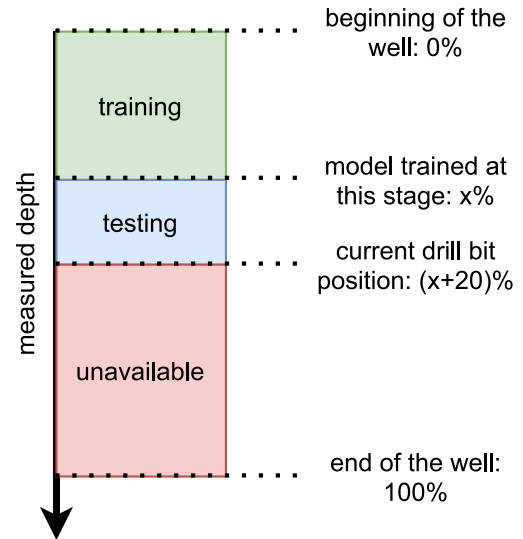 beginning of the
well: 0%
training
model trained at
this stage: x%
measured depth
testing
current drill bit
position: (x+20)%
unavailable
end of the well:
100%